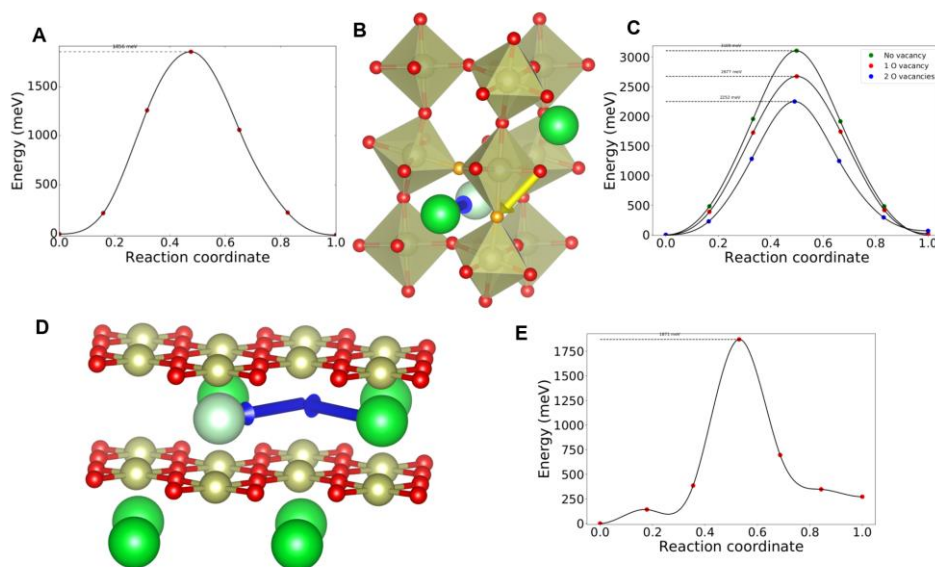 A
1856 meV
1500
1000
500
0
Energy (meV)
0.0 0.2 0.4 0.6 0.8 1.0
Reaction coordinate
B
C
No vacancy
1 O vacancy
2 O vacancies
2677 meV
2252 meV
3000
2500
2000
1500
1000
500
0
Energy (meV)
0.0 0.2 0.4 0.6 0.8 1.0
Reaction coordinate
D
E
1871 meV
1750
1500
1250
1000
750
500
250
0
Energy (meV)
0.0 0.2 0.4 0.6 0.8 1.0
Reaction coordinate